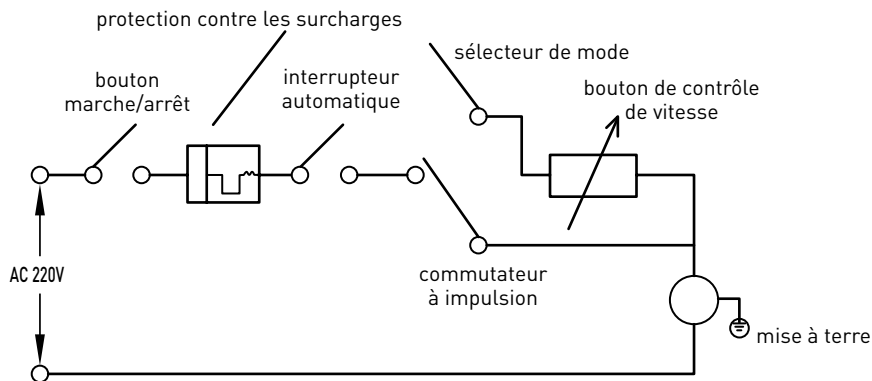 protection contre les surcharges
sélecteur de mode
bouton
marche/arrêt
interrupteur
automatique
bouton de contrôle
de vitesse
AC 220V
commutateur
à impulsion
mise à terre